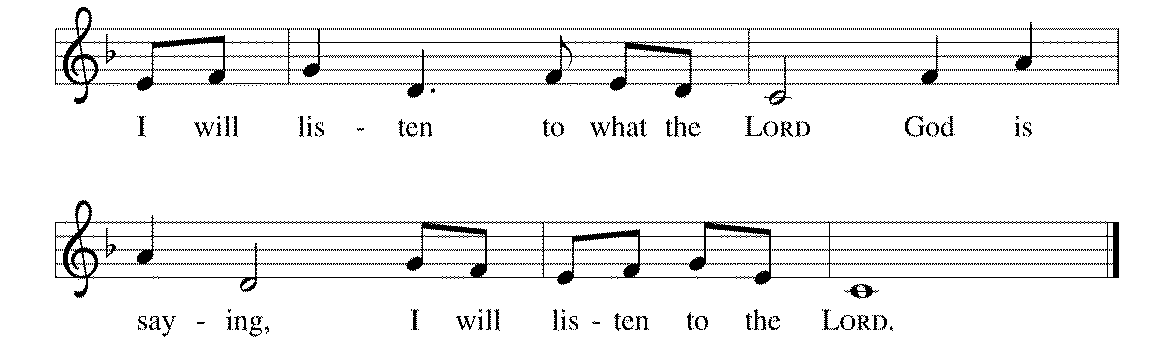 I will lis - ten to what the LORD God is
say - ing, I will lis - ten to the LORD.